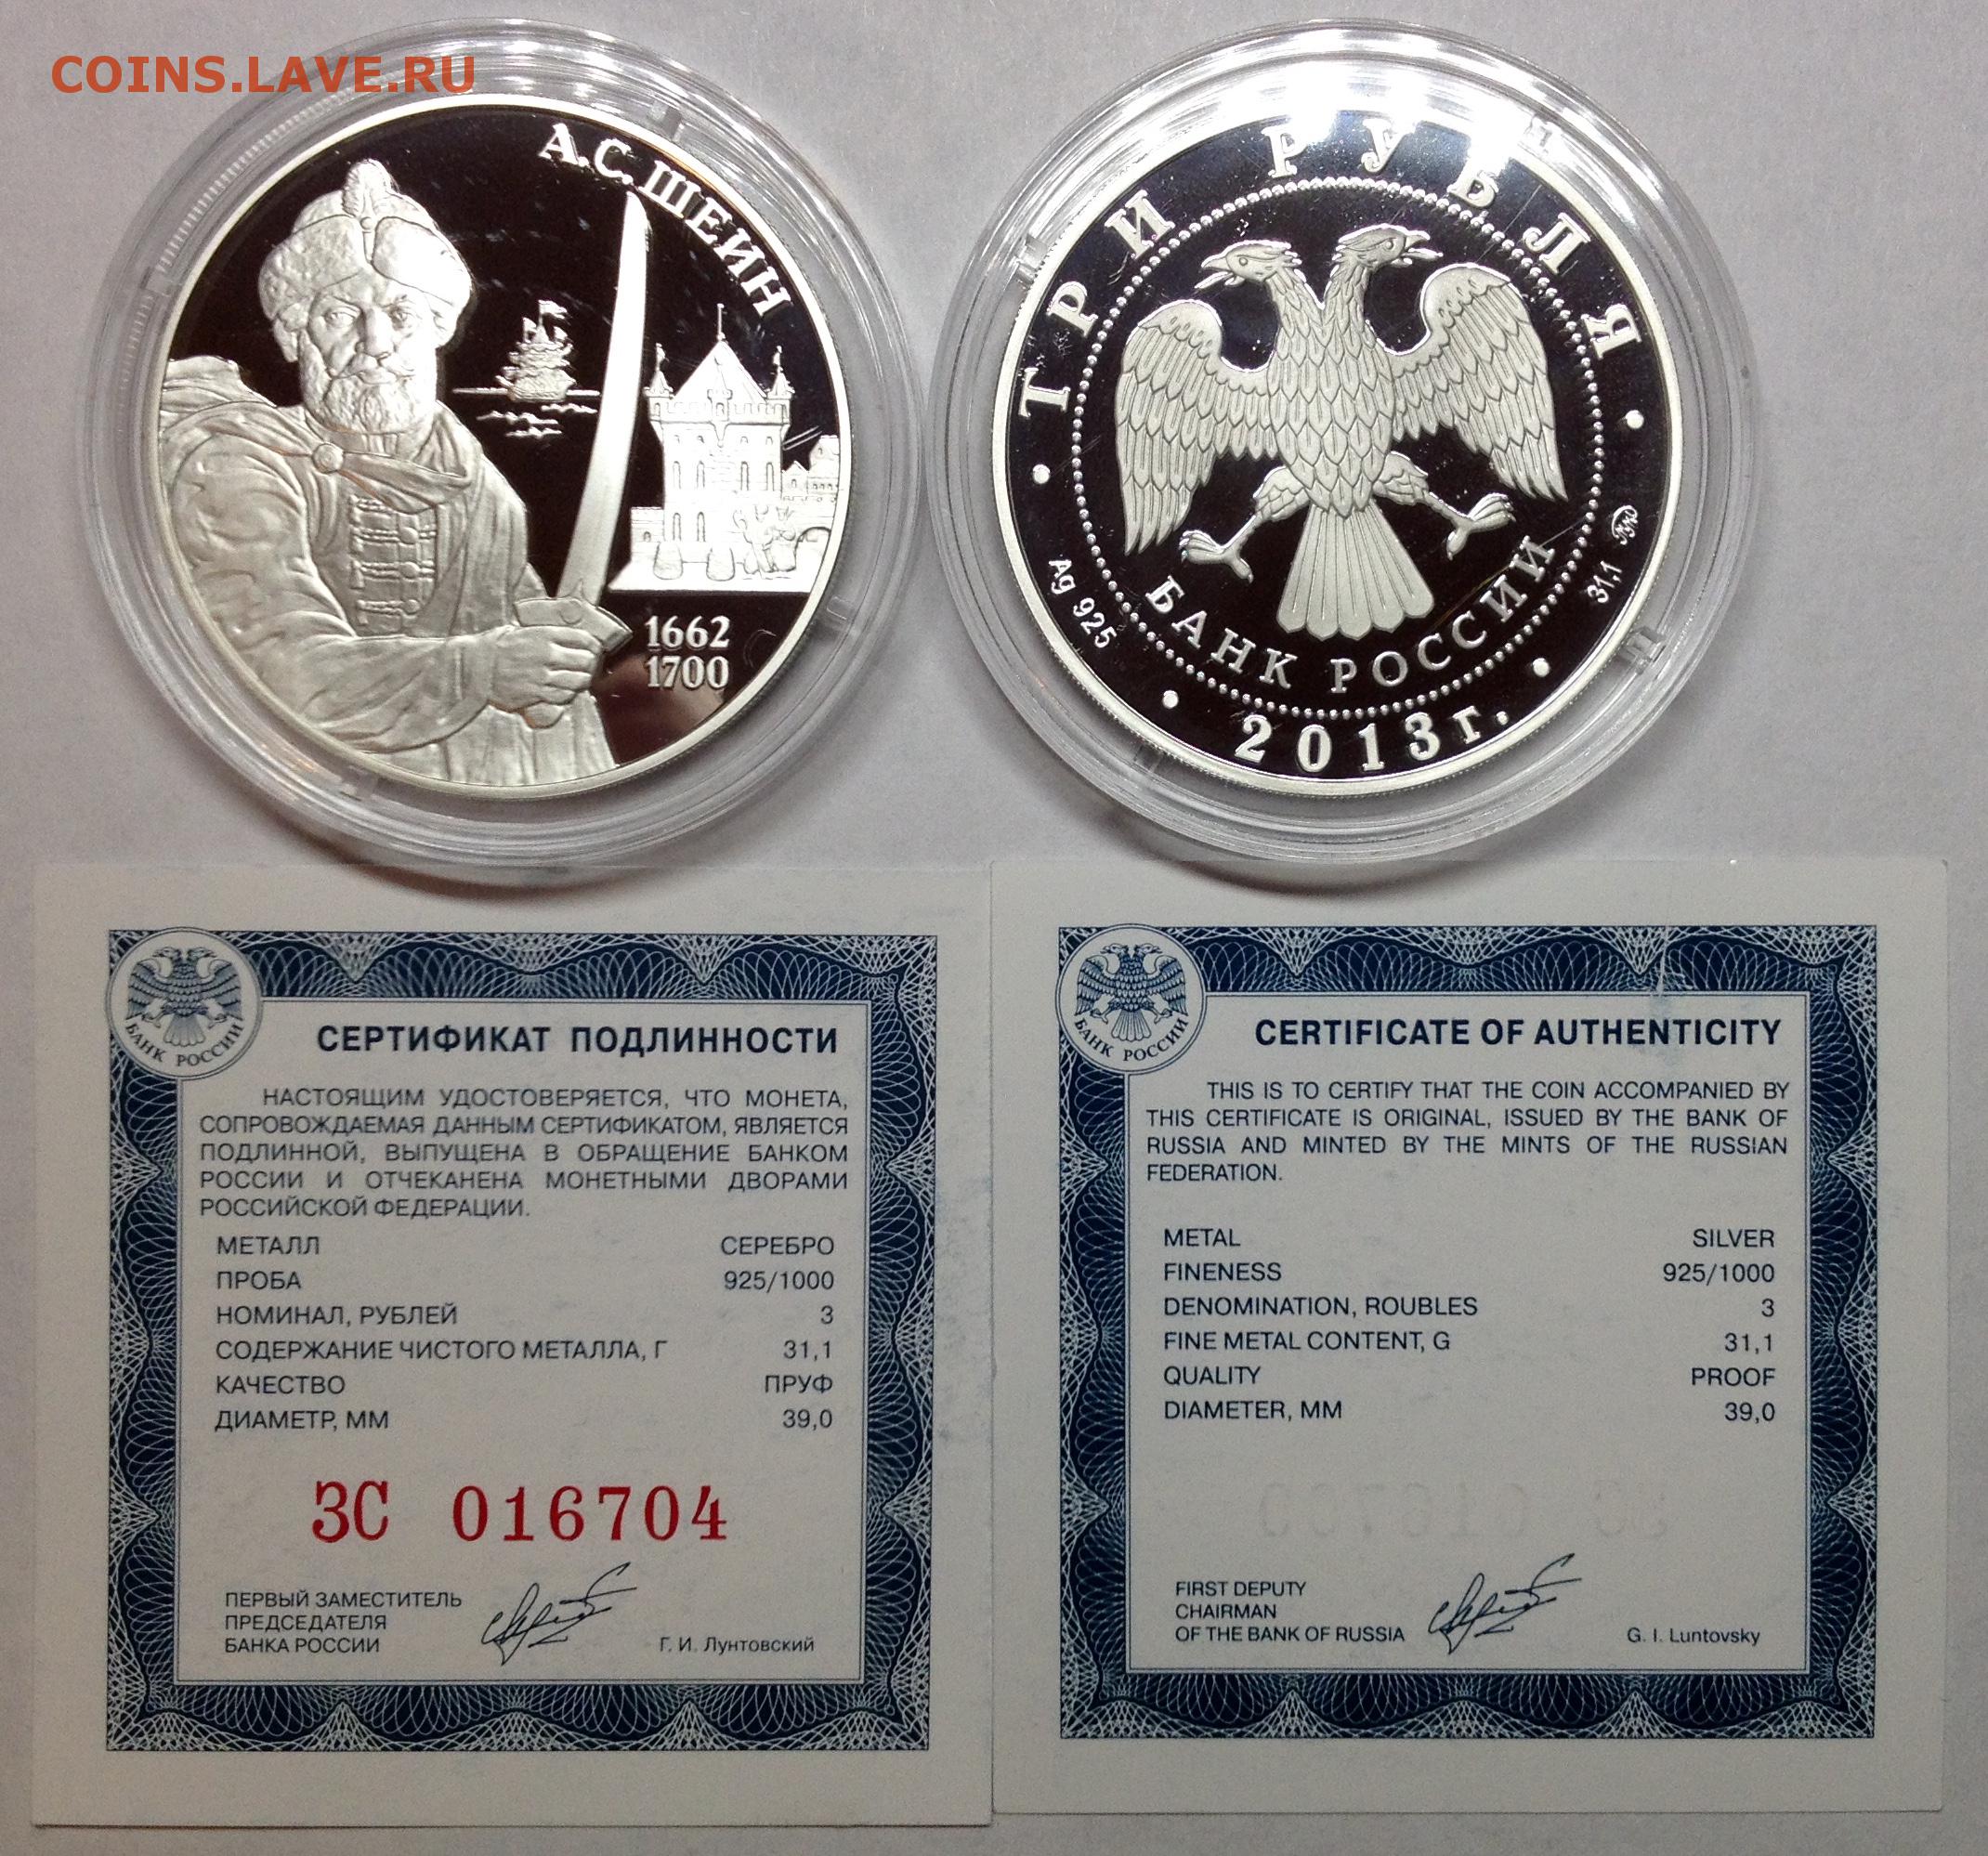 COINS.LAVE.RU
А.С. ШЕИН
1662
1700
ТРИ РУБЛЯ
Ag 925
31,1
ММД
БАНК РОССИИ
2013 г.
БАНК РОССИИ
СЕРТИФИКАТ ПОДЛИННОСТИ
НАСТОЯЩИМ УДОСТОВЕРЯЕТСЯ, ЧТО МОНЕТА,
СОПРОВОЖДАЕМАЯ ДАННЫМ СЕРТИФИКАТОМ, ЯВЛЯЕТСЯ
ПОДЛИННОЙ, ВЫПУЩЕНА В ОБРАЩЕНИЕ БАНКОМ
РОССИИ И ОТЧЕКАНЕНА МОНЕТНЫМИ ДВОРАМИ
РОССИЙСКОЙ ФЕДЕРАЦИИ.
МЕТАЛЛ СЕРЕБРО
ПРОБА 925/1000
НОМИНАЛ, РУБЛЕЙ 3
СОДЕРЖАНИЕ ЧИСТОГО МЕТАЛЛА, Г 31,1
КАЧЕСТВО ПРУФ
ДИАМЕТР, ММ 39,0
ЗС 016704
ПЕРВЫЙ ЗАМЕСТИТЕЛЬ
ПРЕДСЕДАТЕЛЯ
БАНКА РОССИИ Г. И. Лунтовский
БАНК РОССИИ
CERTIFICATE OF AUTHENTICITY
THIS IS TO CERTIFY THAT THE COIN ACCOMPANIED BY
THIS CERTIFICATE IS ORIGINAL, ISSUED BY THE BANK OF
RUSSIA AND MINTED BY THE MINTS OF THE RUSSIAN
FEDERATION.
METAL SILVER
FINENESS 925/1000
DENOMINATION, ROUBLES 3
FINE METAL CONTENT, G 31,1
QUALITY PROOF
DIAMETER, MM 39,0
FIRST DEPUTY
CHAIRMAN
OF THE BANK OF RUSSIA G. I. Luntovsky